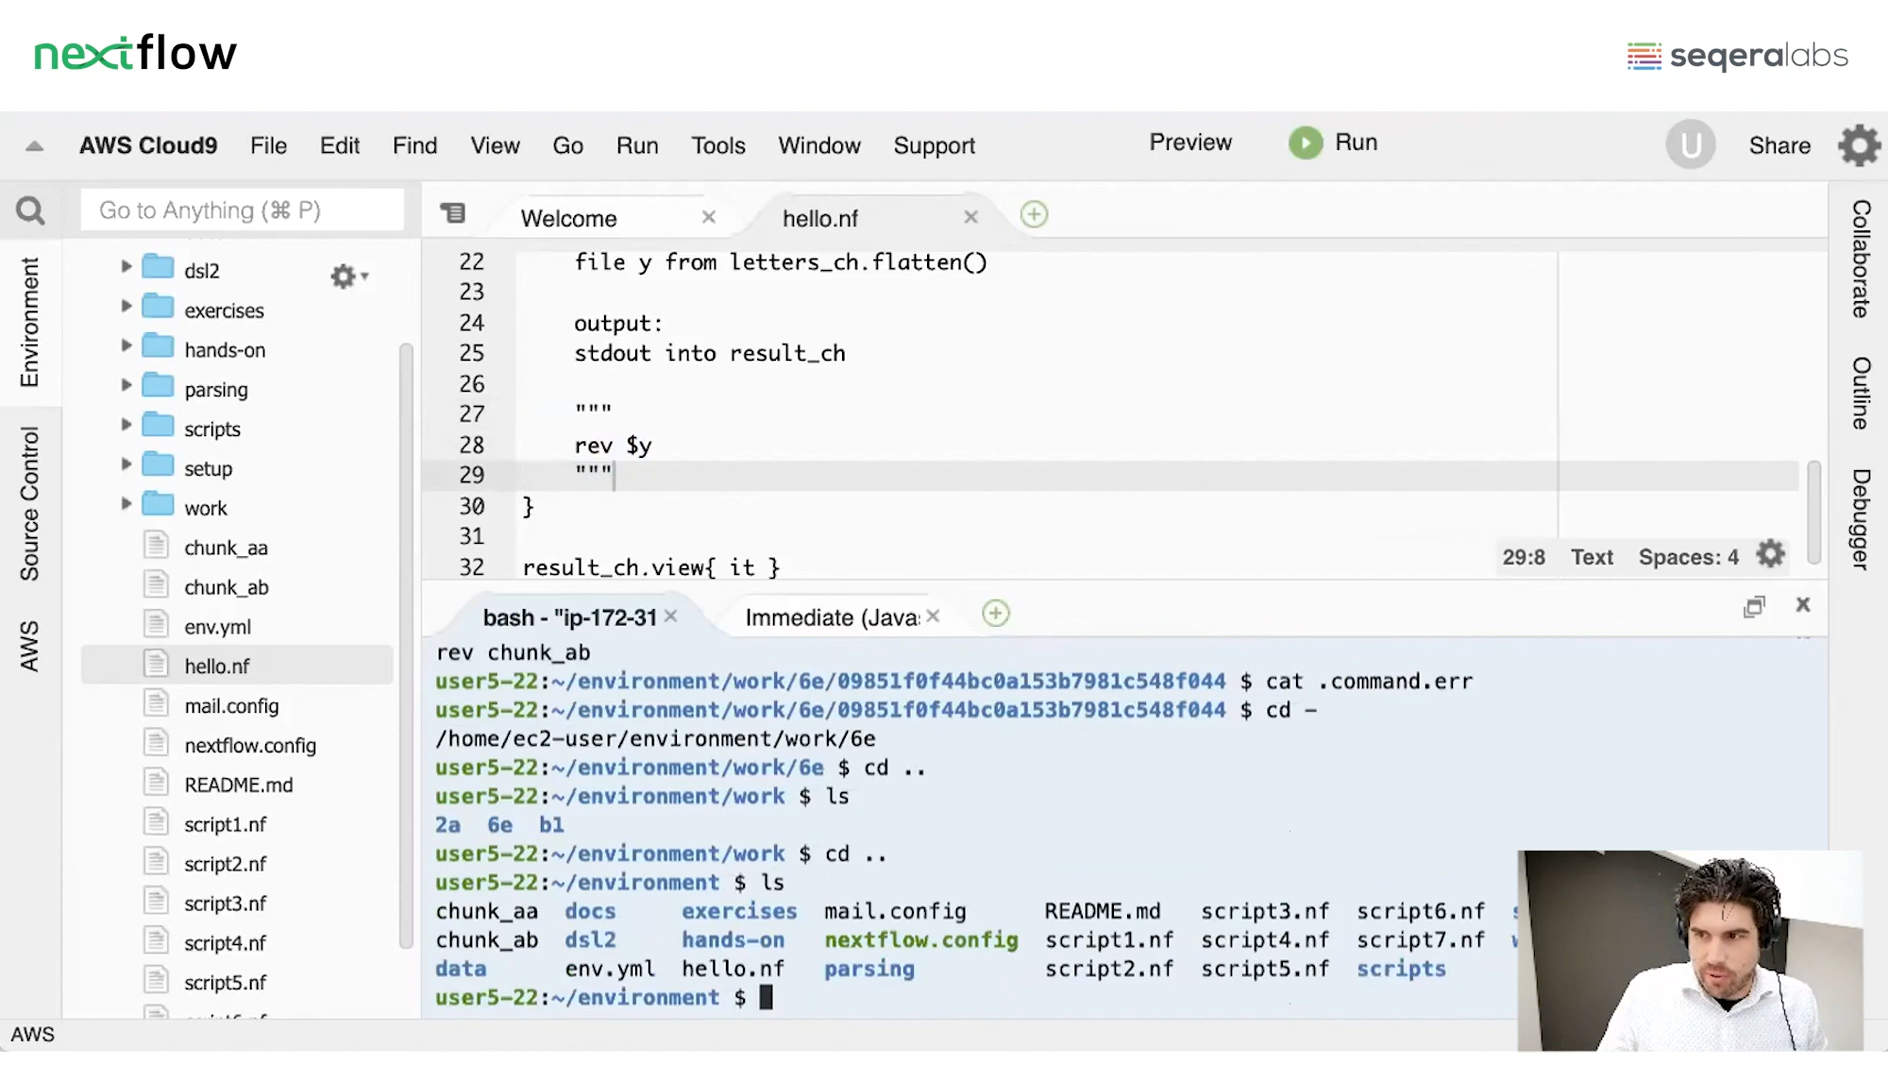 nextflow
seqeralabs
AWS Cloud9 File Edit Find View Go Run Tools Window Support Preview Run U Share
Go to Anything (⌘ P)
Welcome hello.nf
Environment
Source Control
AWS
dsl2
exercises
hands-on
parsing
scripts
setup
work
chunk_aa
chunk_ab
env.yml
hello.nf
mail.config
nextflow.config
README.md
script1.nf
script2.nf
script3.nf
script4.nf
script5.nf
22 file y from letters_ch.flatten()
23
24 output:
25 stdout into result_ch
26
27 """
28 rev $y
29 """
30 }
31
32 result_ch.view{ it }
29:8 Text Spaces: 4
Collaborate
Outline
Debugger
bash - "ip-172-31 Immediate (Java
rev chunk_ab
user5-22:~/environment/work/6e/09851f0f44bc0a153b7981c548f044 $ cat .command.err
user5-22:~/environment/work/6e/09851f0f44bc0a153b7981c548f044 $ cd -
/home/ec2-user/environment/work/6e
user5-22:~/environment/work/6e $ cd ..
user5-22:~/environment/work $ ls
2a 6e b1
user5-22:~/environment/work $ cd ..
user5-22:~/environment $ ls
chunk_aa docs exercises mail.config README.md script3.nf script6.nf
chunk_ab dsl2 hands-on nextflow.config script1.nf script4.nf script7.nf
data env.yml hello.nf parsing script2.nf script5.nf scripts
user5-22:~/environment $
AWS